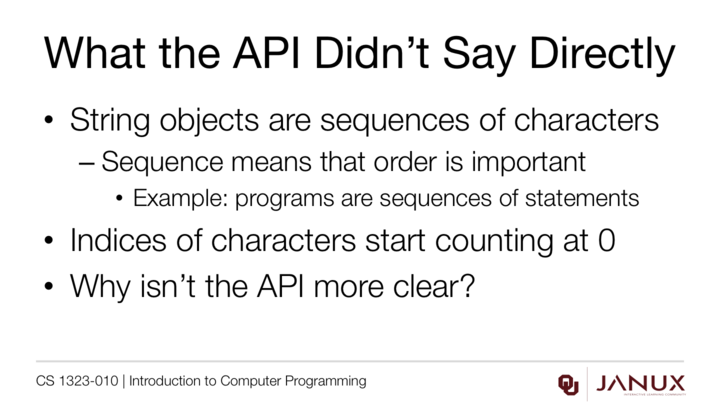 What the API Didn't Say Directly
• String objects are sequences of characters
– Sequence means that order is important
• Example: programs are sequences of statements
• Indices of characters start counting at 0
• Why isn't the API more clear?
CS 1323-010 | Introduction to Computer Programming
OU JANUX
INTERACTIVE LEARNING COMMUNITY